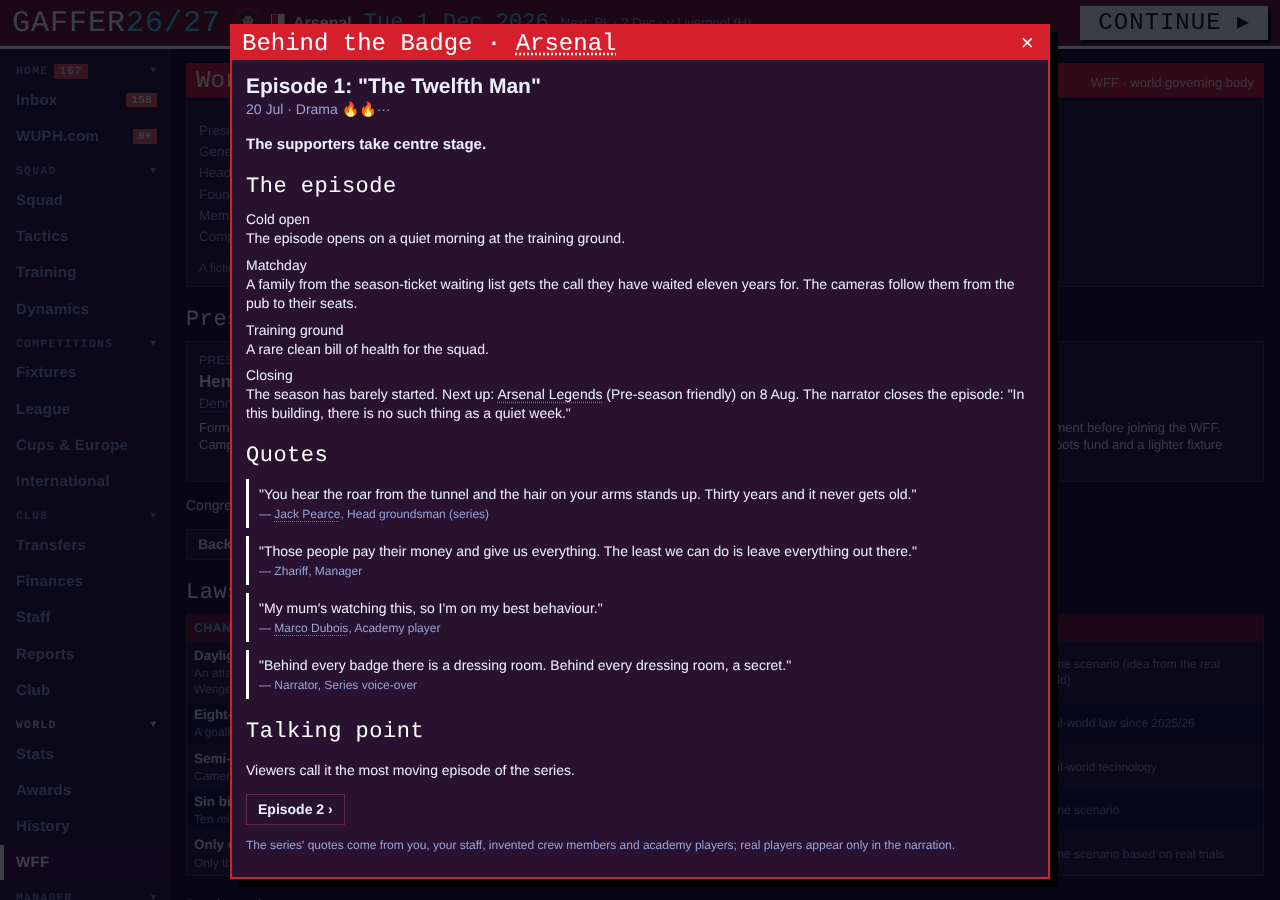 GAFFER26/27
Arsenal Tue 1 Dec 2026 Next: PL · 2 Dec · v Liverpool (H)
CONTINUE ►
HOME 167 ▼
Inbox 158
WUPH.com 9+
SQUAD ▼
Squad
Tactics
Training
Dynamics
COMPETITIONS ▼
Fixtures
League
Cups & Europe
International
CLUB ▼
Transfers
Finances
Staff
Reports
Club
WORLD ▼
Stats
Awards
History
WFF
MANAGER ▼
WFF · world governing body
Behind the Badge · Arsenal ✕
Episode 1: "The Twelfth Man"
20 Jul · Drama 🔥🔥···
The supporters take centre stage.
The episode
Cold open
The episode opens on a quiet morning at the training ground.
Matchday
A family from the season-ticket waiting list gets the call they have waited eleven years for. The cameras follow them from the
pub to their seats.
Training ground
A rare clean bill of health for the squad.
Closing
The season has barely started. Next up: Arsenal Legends (Pre-season friendly) on 8 Aug. The narrator closes the episode: "In
this building, there is no such thing as a quiet week."
Quotes
"You hear the roar from the tunnel and the hair on your arms stands up. Thirty years and it never gets old."
— Jack Pearce, Head groundsman (series)
"Those people pay their money and give us everything. The least we can do is leave everything out there."
— Zhariff, Manager
"My mum's watching this, so I'm on my best behaviour."
— Marco Dubois, Academy player
"Behind every badge there is a dressing room. Behind every dressing room, a secret."
— Narrator, Series voice-over
Talking point
Viewers call it the most moving episode of the series.
Episode 2 ›
The series' quotes come from you, your staff, invented crew members and academy players; real players appear only in the narration.